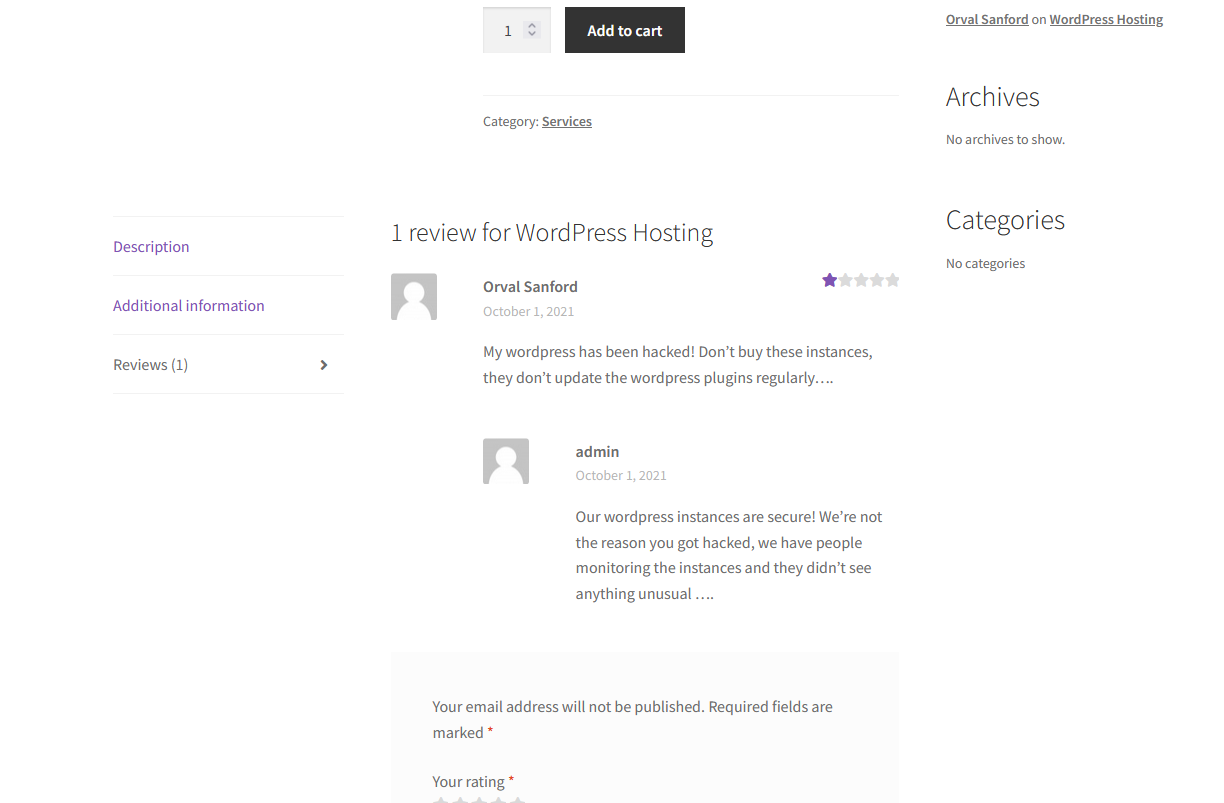 1
Add to cart
Category: Services
Orval Sanford on WordPress Hosting
Archives
No archives to show.
Categories
No categories
Description
Additional information
Reviews (1)
1 review for WordPress Hosting
Orval Sanford
October 1, 2021
My wordpress has been hacked! Don’t buy these instances,
they don’t update the wordpress plugins regularly….
admin
October 1, 2021
Our wordpress instances are secure! We’re not
the reason you got hacked, we have people
monitoring the instances and they didn’t see
anything unusual ….
Your email address will not be published. Required fields are
marked *
Your rating *